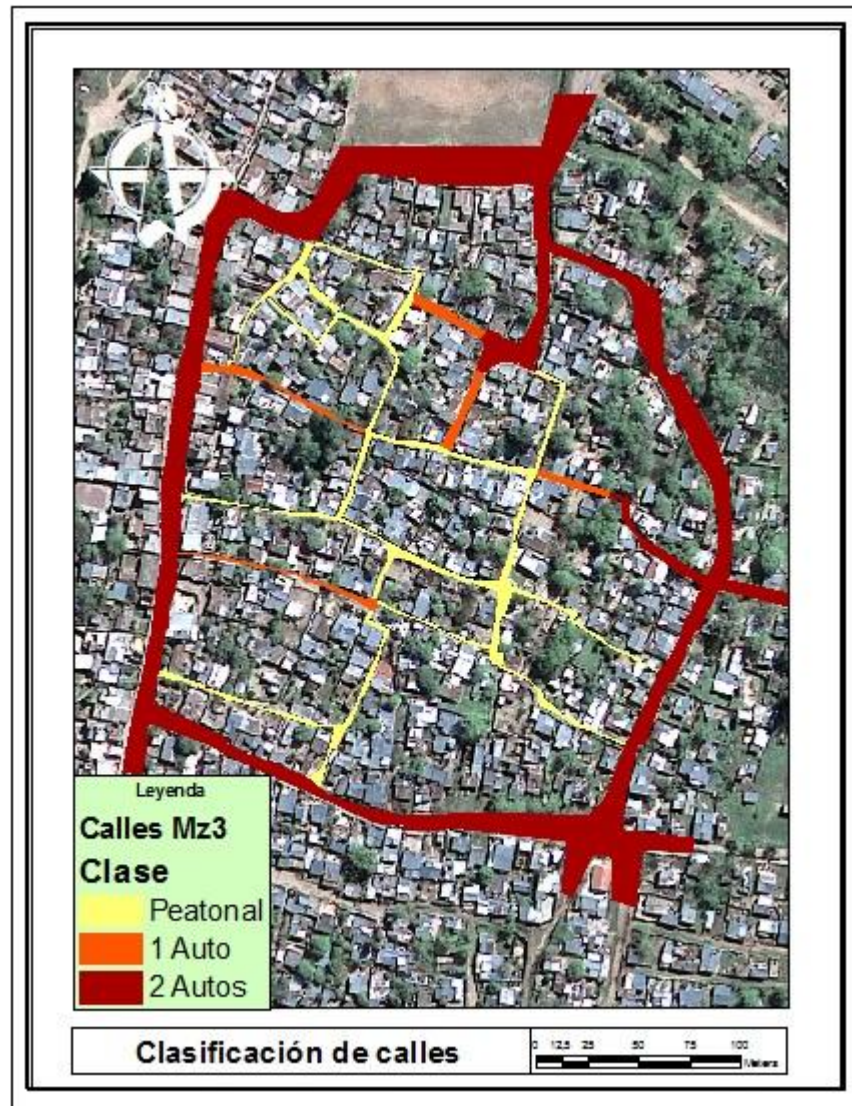 Leyenda
Calles Mz3
Clase
Peatonal
1 Auto
2 Autos
Clasificación de calles
0 12,5 25 50 75 100
Meters